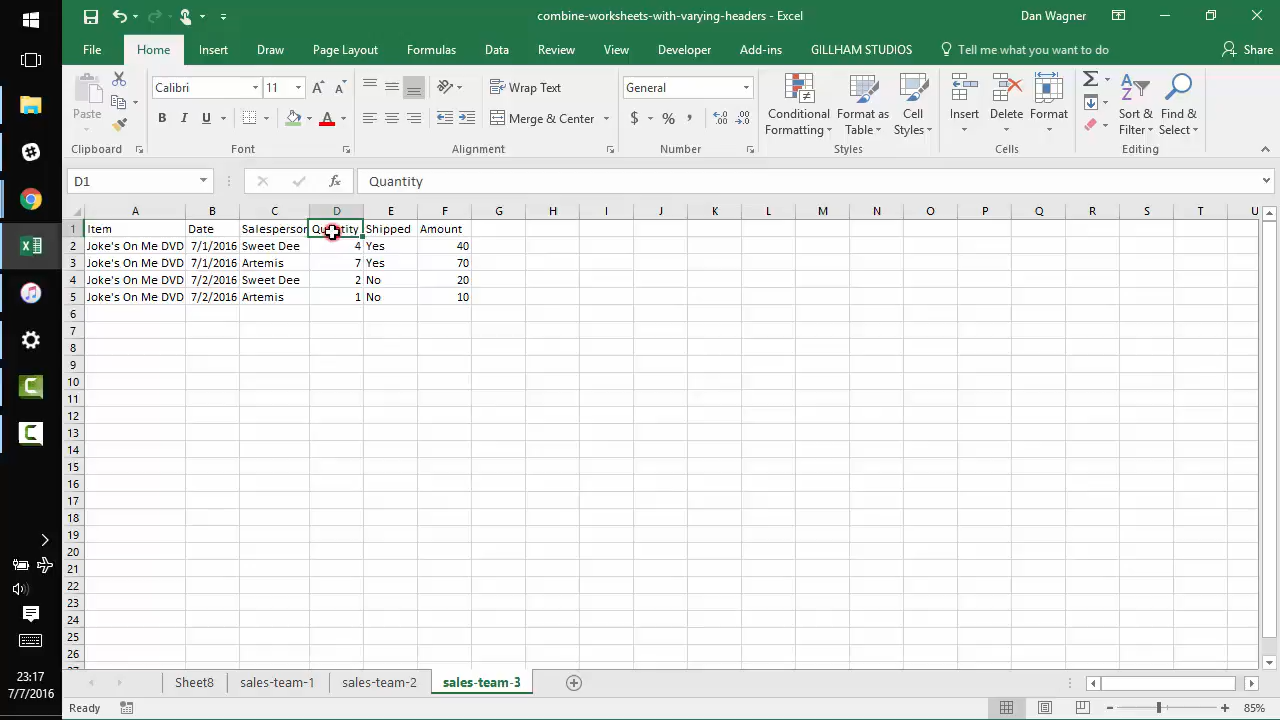 combine-worksheets-with-varying-headers - Excel
Dan Wagner
File Home Insert Draw Page Layout Formulas Data Review View Developer Add-ins GILLHAM STUDIOS Tell me what you want to do Share
Paste
Calibri 11
B I U A
Wrap Text
Merge & Center
General
$ % ,
Conditional Formatting
Format as Table
Cell Styles
Insert
Delete
Format
Sort & Filter
Find & Select
Clipboard Font Alignment Number Styles Cells Editing
D1 fx Quantity
A B C D E F G H I J K L M N O P Q R S T U
1 Item Date Salesperson Quantity Shipped Amount
2 Joke's On Me DVD 7/1/2016 Sweet Dee 4 Yes 40
3 Joke's On Me DVD 7/1/2016 Artemis 7 Yes 70
4 Joke's On Me DVD 7/2/2016 Sweet Dee 2 No 20
5 Joke's On Me DVD 7/2/2016 Artemis 1 No 10
6
7
8
9
10
11
12
13
14
15
16
17
18
19
20
21
22
23
24
25
26
27
Sheet8 sales-team-1 sales-team-2 sales-team-3
Ready
85%
23:17
7/7/2016